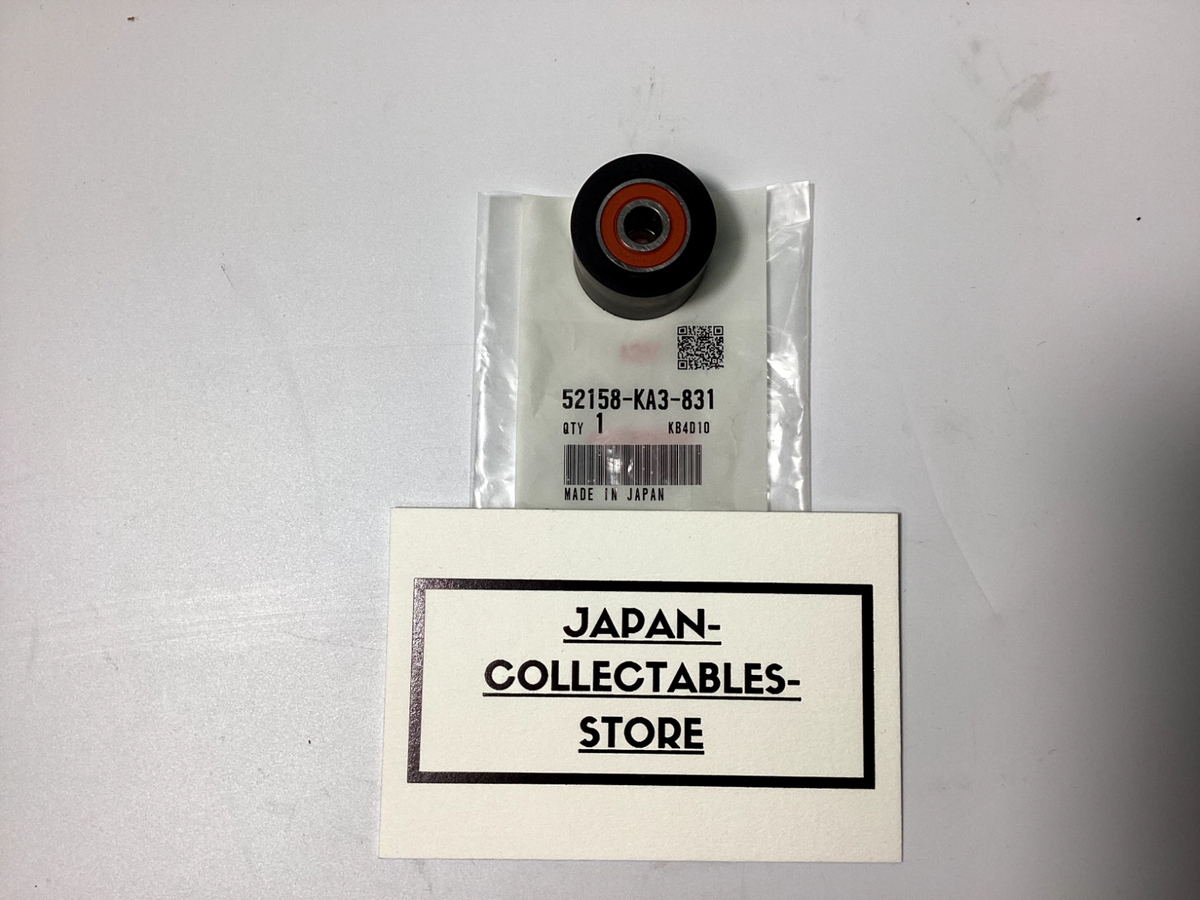 52158-KA3-831
QTY 1 KB4D10
MADE IN JAPAN
JAPAN-
COLLECTABLES-
STORE